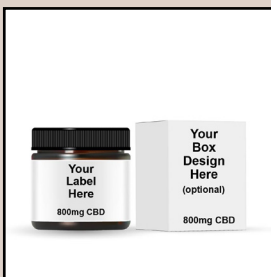 Your
Label
Here
800mg CBD
Your
Box
Design
Here
(optional)
800mg CBD